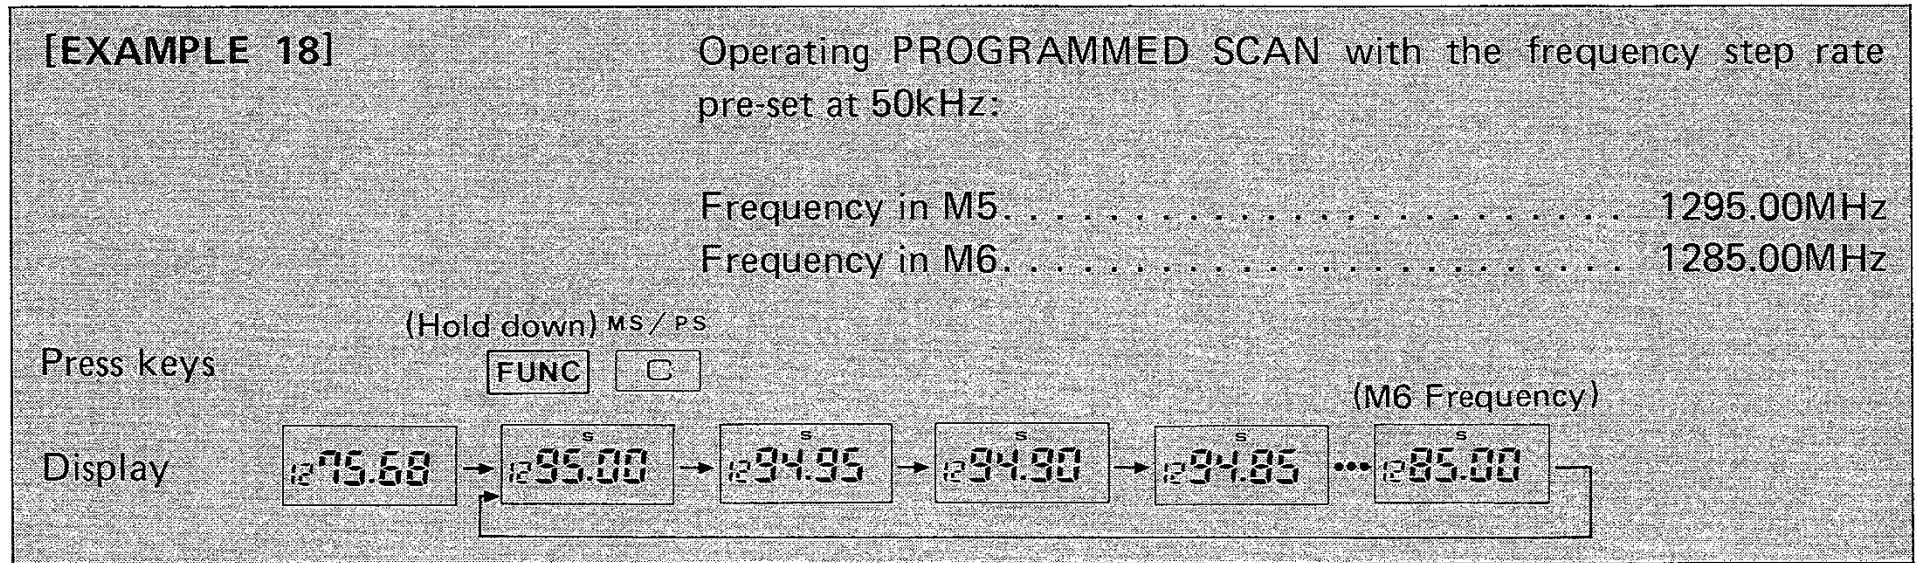 [EXAMPLE 18]
Operating PROGRAMMED SCAN with the frequency step rate
pre-set at 50kHz:
Frequency in M5. . . . . . . . . . . . . . . . . . . . . . . . 1295.00MHz
Frequency in M6. . . . . . . . . . . . . . . . . . . . . . . . 1285.00MHz
(Hold down) MS/PS
Press keys FUNC C
(M6 Frequency)
S S S S S
Display 1275.68 1295.00 1294.95 1294.90 1294.85 ••• 1285.00